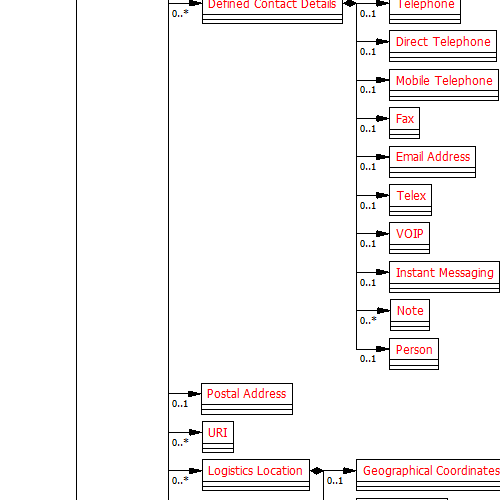 Defined Contact Details
0..*
Telephone
0..1
Direct Telephone
0..1
Mobile Telephone
0..1
Fax
0..1
Email Address
0..1
Telex
0..1
VOIP
0..1
Instant Messaging
0..1
Note
0..*
Person
0..1
Postal Address
0..1
URI
0..*
Logistics Location
0..*
Geographical Coordinates
0..1